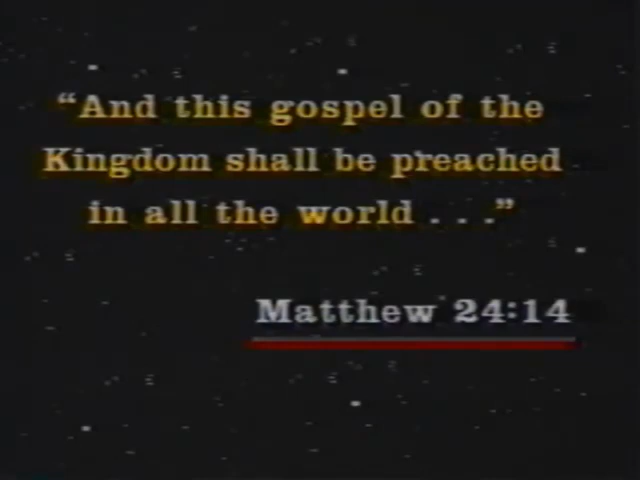 “And this gospel of the
Kingdom shall be preached
in all the world . . .”
Matthew 24:14